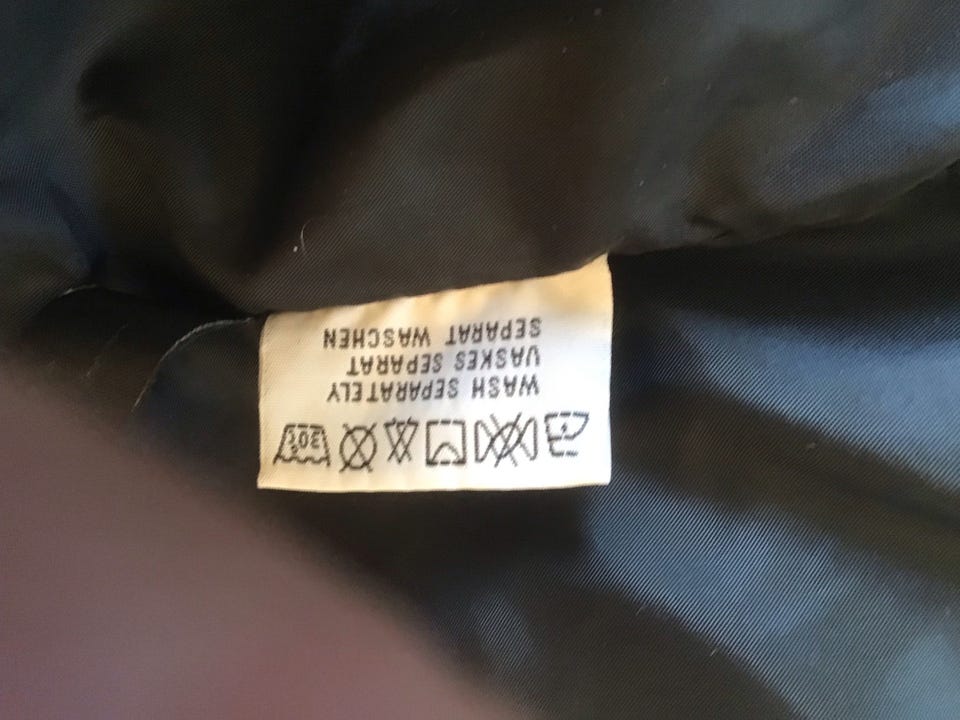 30°
WASH SEPARATELY
VASKES SEPARAT
SEPARAT WASCHEN